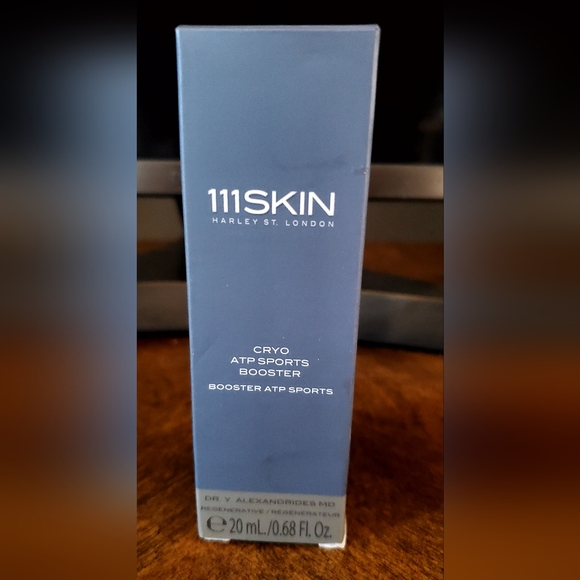 111SKIN
HARLEY ST. LONDON
CRYO
ATP SPORTS
BOOSTER
BOOSTER ATP SPORTS
DR. Y. ALEXANDRIDES MD
REGENERATIVE / RÉGÉNÉRATEUR
℮ 20 mL./0.68 Fl. Oz.